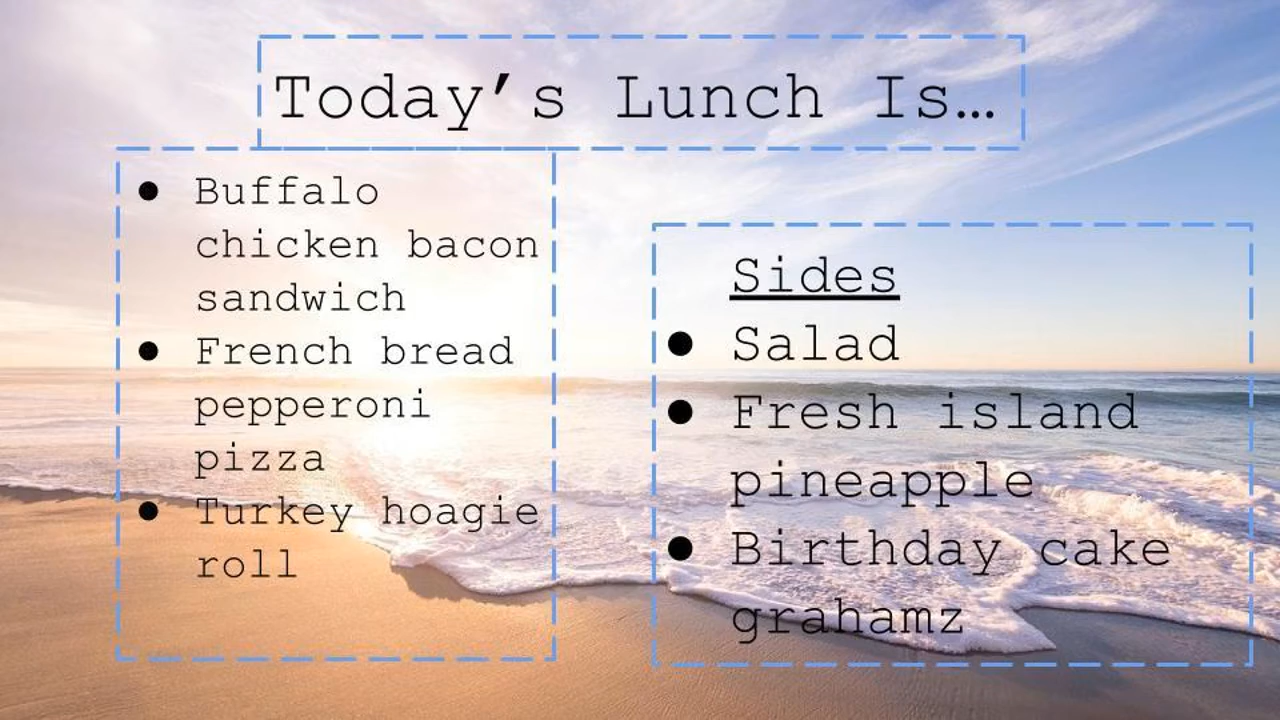 Today’s Lunch Is…
● Buffalo
chicken bacon
sandwich
● French bread
pepperoni
pizza
● Turkey hoagie
roll
Sides
● Salad
● Fresh island
pineapple
● Birthday cake
grahamz